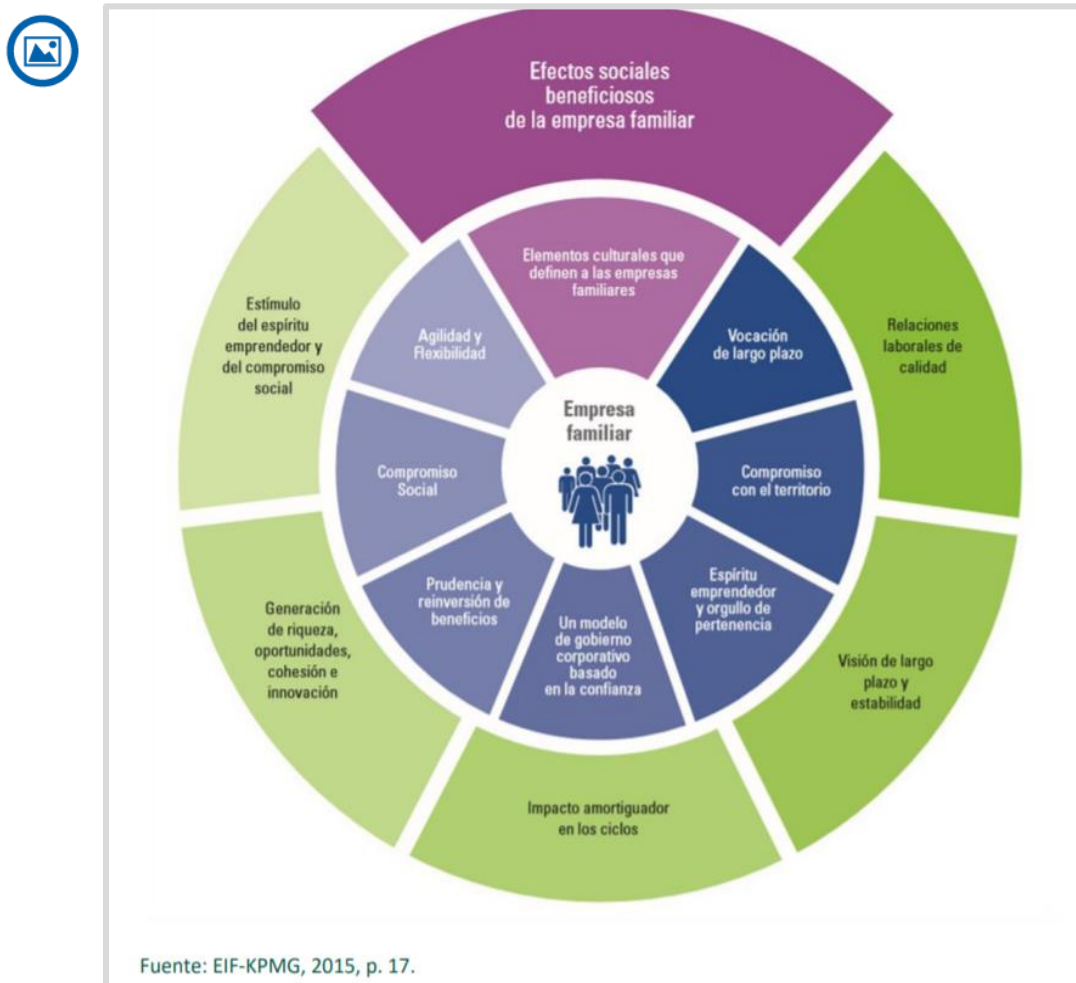 Efectos sociales
beneficiosos
de la empresa familiar
Elementos culturales que
definen a las empresas
familiares
Vocación
de largo plazo
Compromiso
con el territorio
Espíritu
emprendedor
y orgullo de
pertenencia
Un modelo
de gobierno
corporativo
basado
en la confianza
Prudencia y
reinversión de
beneficios
Compromiso
Social
Agilidad y
Flexibilidad
Empresa
familiar
Relaciones
laborales de
calidad
Visión de largo
plazo y
estabilidad
Impacto amortiguador
en los ciclos
Generación
de riqueza,
oportunidades,
cohesión e
innovación
Estímulo
del espíritu
emprendedor y
del compromiso
social
Fuente: EIF-KPMG, 2015, p. 17.